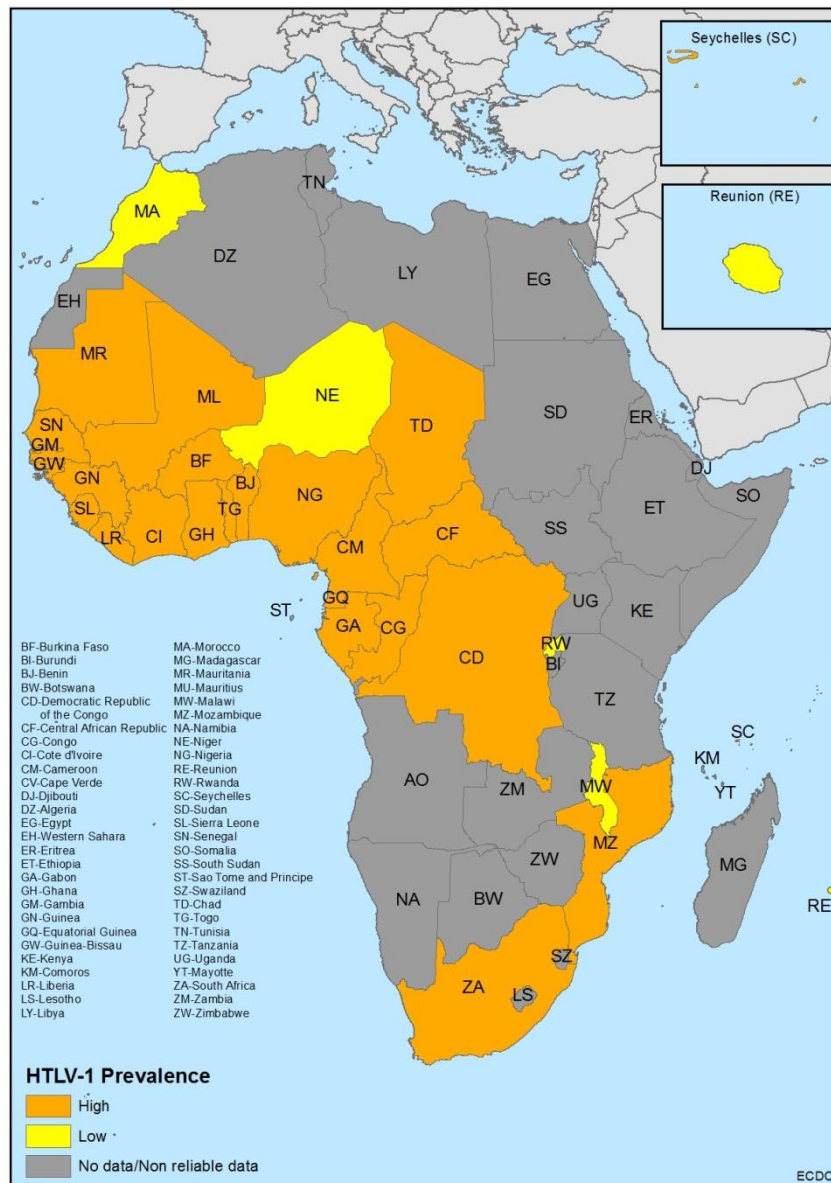 Seychelles (SC)
Reunion (RE)
TN
MA
DZ
LY
EG
EH
MR
ML
NE
TD
SD
ER
SN
GM
GW
GN
BF
BJ
NG
DJ
SO
SL
LR
CI
GH
TG
CF
SS
ET
CM
ST
GQ
GA
CG
CD
UG
KE
RW
BI
TZ
SC
KM
YT
AO
ZM
MW
MZ
MG
ZW
NA
BW
RE
SZ
ZA
LS
BF-Burkina Faso
BI-Burundi
BJ-Benin
BW-Botswana
CD-Democratic Republic
of the Congo
CF-Central African Republic
CG-Congo
CI-Cote d'Ivoire
CM-Cameroon
CV-Cape Verde
DJ-Djibouti
DZ-Algeria
EG-Egypt
EH-Western Sahara
ER-Eritrea
ET-Ethiopia
GA-Gabon
GH-Ghana
GM-Gambia
GN-Guinea
GQ-Equatorial Guinea
GW-Guinea-Bissau
KE-Kenya
KM-Comoros
LR-Liberia
LS-Lesotho
LY-Libya
MA-Morocco
MG-Madagascar
MR-Mauritania
MU-Mauritius
MW-Malawi
MZ-Mozambique
NA-Namibia
NE-Niger
NG-Nigeria
RE-Reunion
RW-Rwanda
SC-Seychelles
SD-Sudan
SL-Sierra Leone
SN-Senegal
SO-Somalia
SS-South Sudan
ST-Sao Tome and Principe
SZ-Swaziland
TD-Chad
TG-Togo
TN-Tunisia
TZ-Tanzania
UG-Uganda
YT-Mayotte
ZA-South Africa
ZM-Zambia
ZW-Zimbabwe
HTLV-1 Prevalence
High
Low
No data/Non reliable data
ECDC